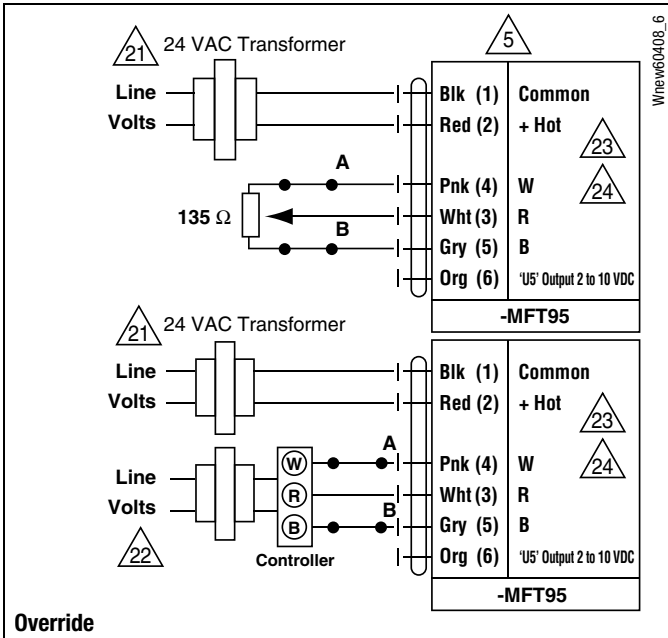 Wnew60408_6
5
21 24 VAC Transformer
Line
Volts
Blk (1) Common
Red (2) + Hot
23
A
Pnk (4) W
24
135 Ω
Wht (3) R
B
Gry (5) B
Org (6) 'U5' Output 2 to 10 VDC
-MFT95
21 24 VAC Transformer
Line
Volts
Blk (1) Common
Red (2) + Hot
23
A
W
Pnk (4) W
24
Line
Volts
R
Wht (3) R
B
B
Gry (5) B
22
Controller
Org (6) 'U5' Output 2 to 10 VDC
-MFT95
Override